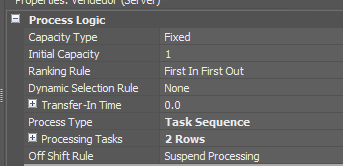 Properties: Vendedor (Server)
Process Logic
Capacity Type Fixed
Initial Capacity 1
Ranking Rule First In First Out
Dynamic Selection Rule None
Transfer-In Time 0.0
Process Type Task Sequence
Processing Tasks 2 Rows
Off Shift Rule Suspend Processing